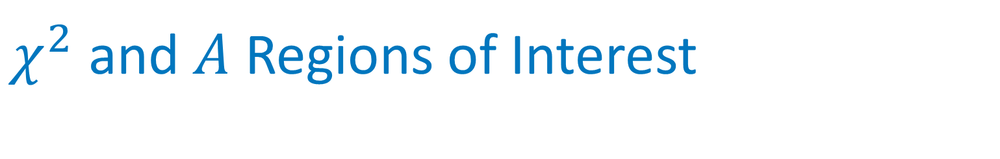 χ² and A Regions of Interest